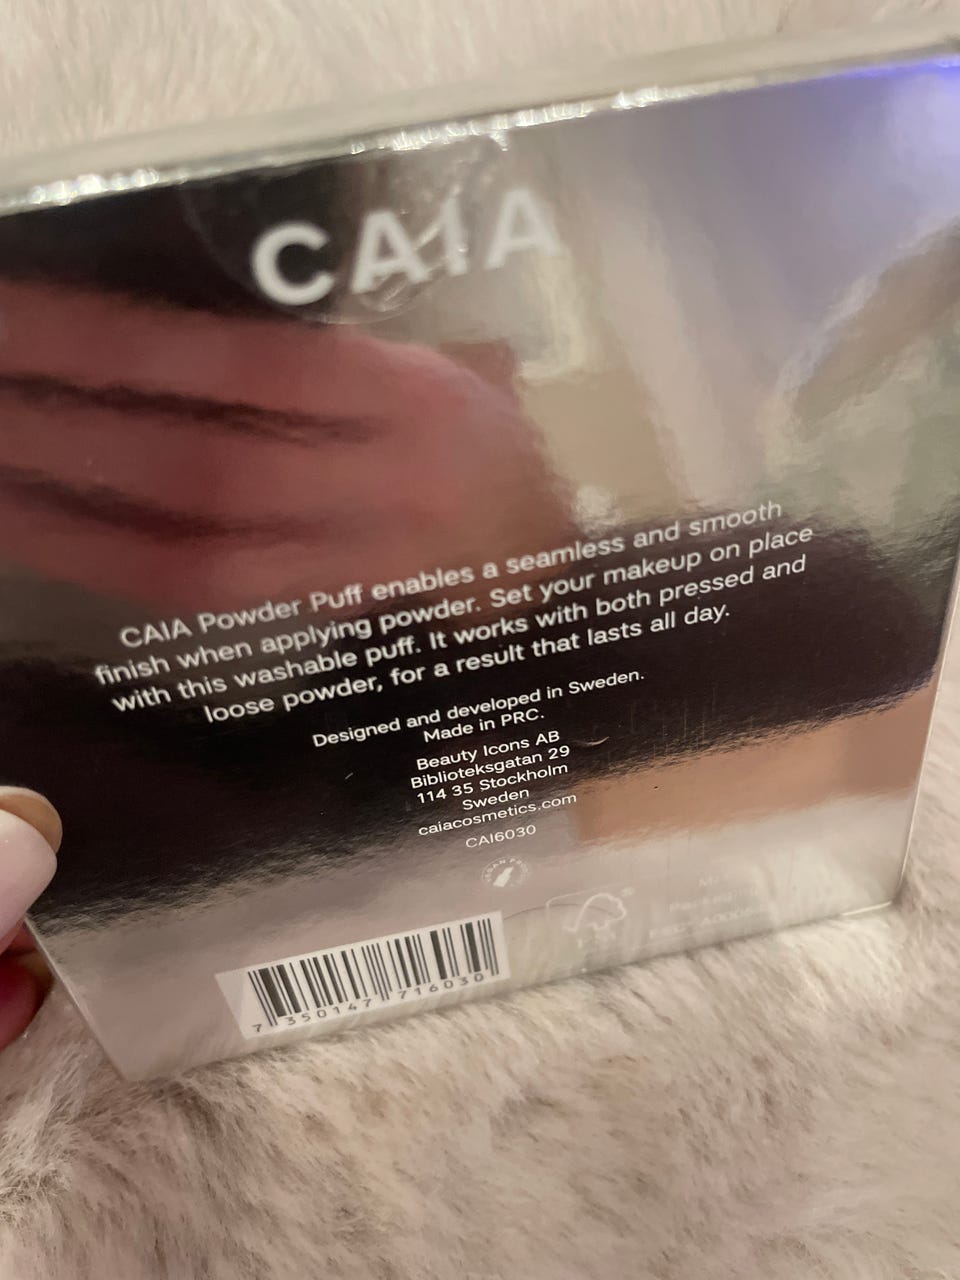 CAIA
CAIA Powder Puff enables a seamless and smooth
finish when applying powder. Set your makeup on place
with this washable puff. It works with both pressed and
loose powder, for a result that lasts all day.
Designed and developed in Sweden.
Made in PRC.
Beauty Icons AB
Biblioteksgatan 29
114 35 Stockholm
Sweden
caiacosmetics.com
CAI6030
7 350147 716030